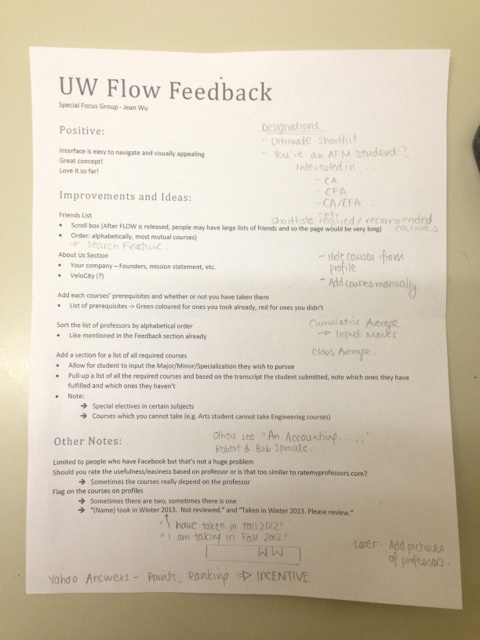 UW Flow Feedback
Special Focus Group - Jean Wu
Designations
- Ultimate Shortlist
- You're an AFM student?
Interested in ...
- CA
- CPA
- CA/CFA
- etc.
Shortlists required / recommended
courses
Positive:
Interface is easy to navigate and visually appealing
Great concept!
Love it so far!
Improvements and Ideas:
Friends List
• Scroll box (After FLOW is released, people may have large lists of friends and so the page would be very long)
• Order: alphabetically, most mutual courses)
→ Search Feature.
About Us Section
• Your company – Founders, mission statement, etc.
• VeloCity (?)
- Hide courses from
profile
- Add courses manually
Add each courses' prerequisites and whether or not you have taken them
• List of prerequisites -> Green coloured for ones you took already, red for ones you didn't
Sort the list of professors by alphabetical order
• Like mentioned in the Feedback section already
Cumulative Average
→ Input Marks
Class Average.
Add a section for a list of all required courses
• Allow for student to input the Major/Minor/Specialization they wish to pursue
• Pull-up a list of all the required courses and based on the transcript the student submitted, note which ones they have
fulfilled and which ones they haven't
• Note:
→ Special electives in certain subjects
→ Courses which you cannot take (e.g. Arts student cannot take Engineering courses)
Other Notes:
Others see "An Accounting ....."
Robert & Bob Sproule.
Limited to people who have Facebook but that's not a huge problem
Should you rate the usefulness/easiness based on professor or is that too similar to ratemyprofessors.com?
→ Sometimes the courses really depend on the professor
Flag on the courses on profiles
→ Sometimes there are two, sometimes there is one
→ "(Name) took in Winter 2013. Not reviewed." and "Taken in Winter 2013. Please review."
"I have taken in fall 2012"
"I am taking in Fall 2012"
WW
Later: Add pictures
of professors.
Yahoo Answers - Points, Ranking ⇒ INCENTIVE